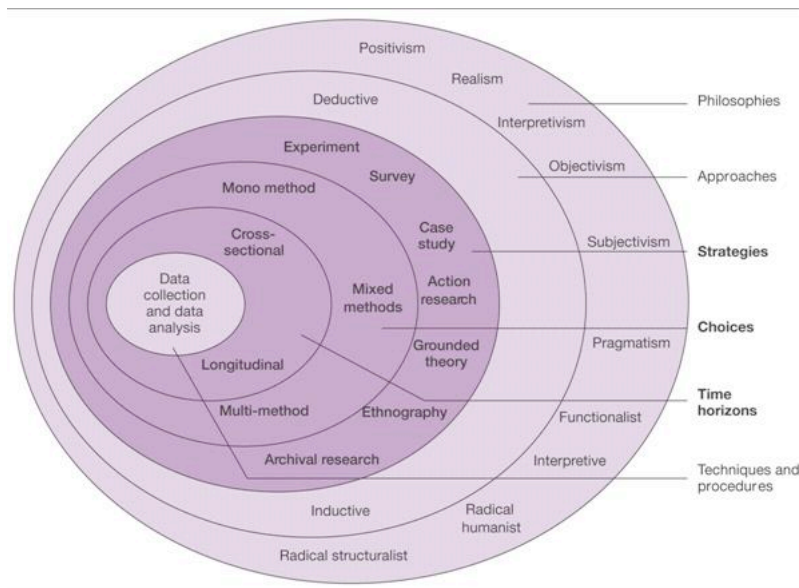 Positivism
Realism
Philosophies
Deductive
Interpretivism
Experiment
Objectivism
Survey
Approaches
Mono method
Case
study
Subjectivism
Strategies
Cross-
sectional
Data
collection
and data
analysis
Mixed
methods
Action
research
Choices
Pragmatism
Grounded
theory
Longitudinal
Time
horizons
Multi-method
Ethnography
Functionalist
Archival research
Interpretive
Techniques and
procedures
Inductive
Radical
humanist
Radical structuralist